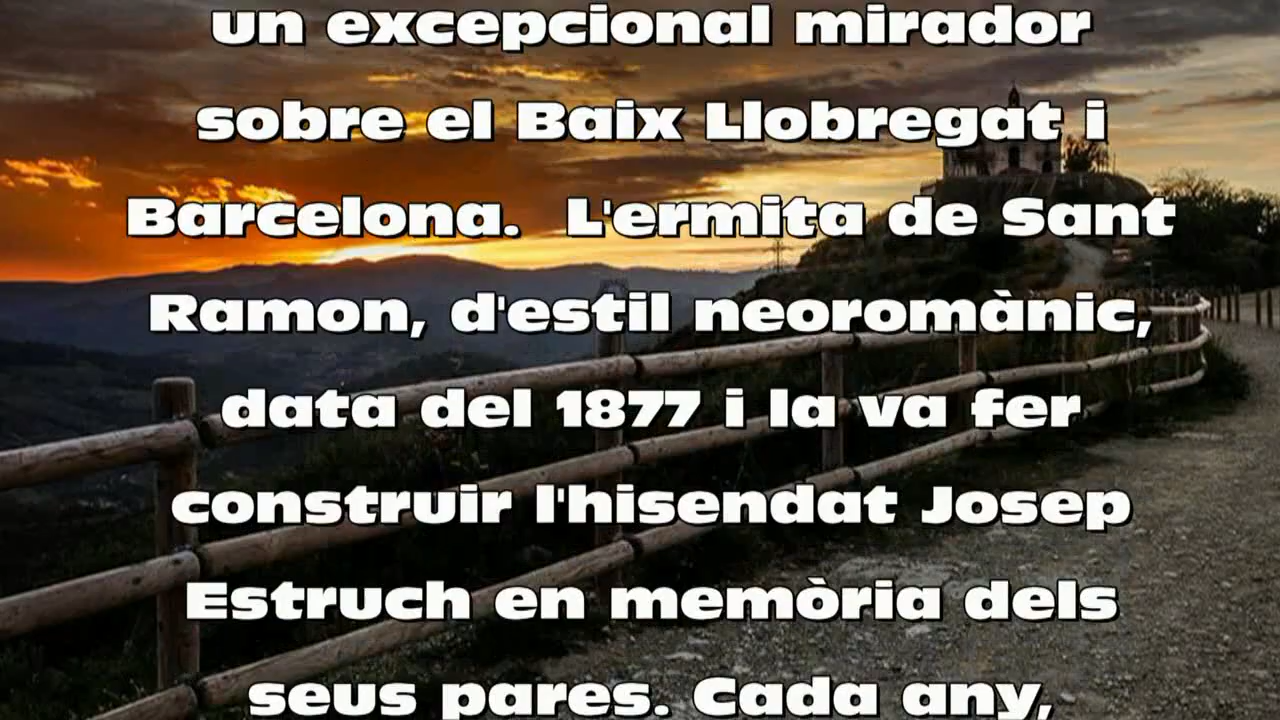 un excepcional mirador
sobre el Baix Llobregat i
Barcelona. L'ermita de Sant
Ramon, d'estil neoromànic,
data del 1877 i la va fer
construir l'hisendat Josep
Estruch en memòria dels
seus pares. Cada any,